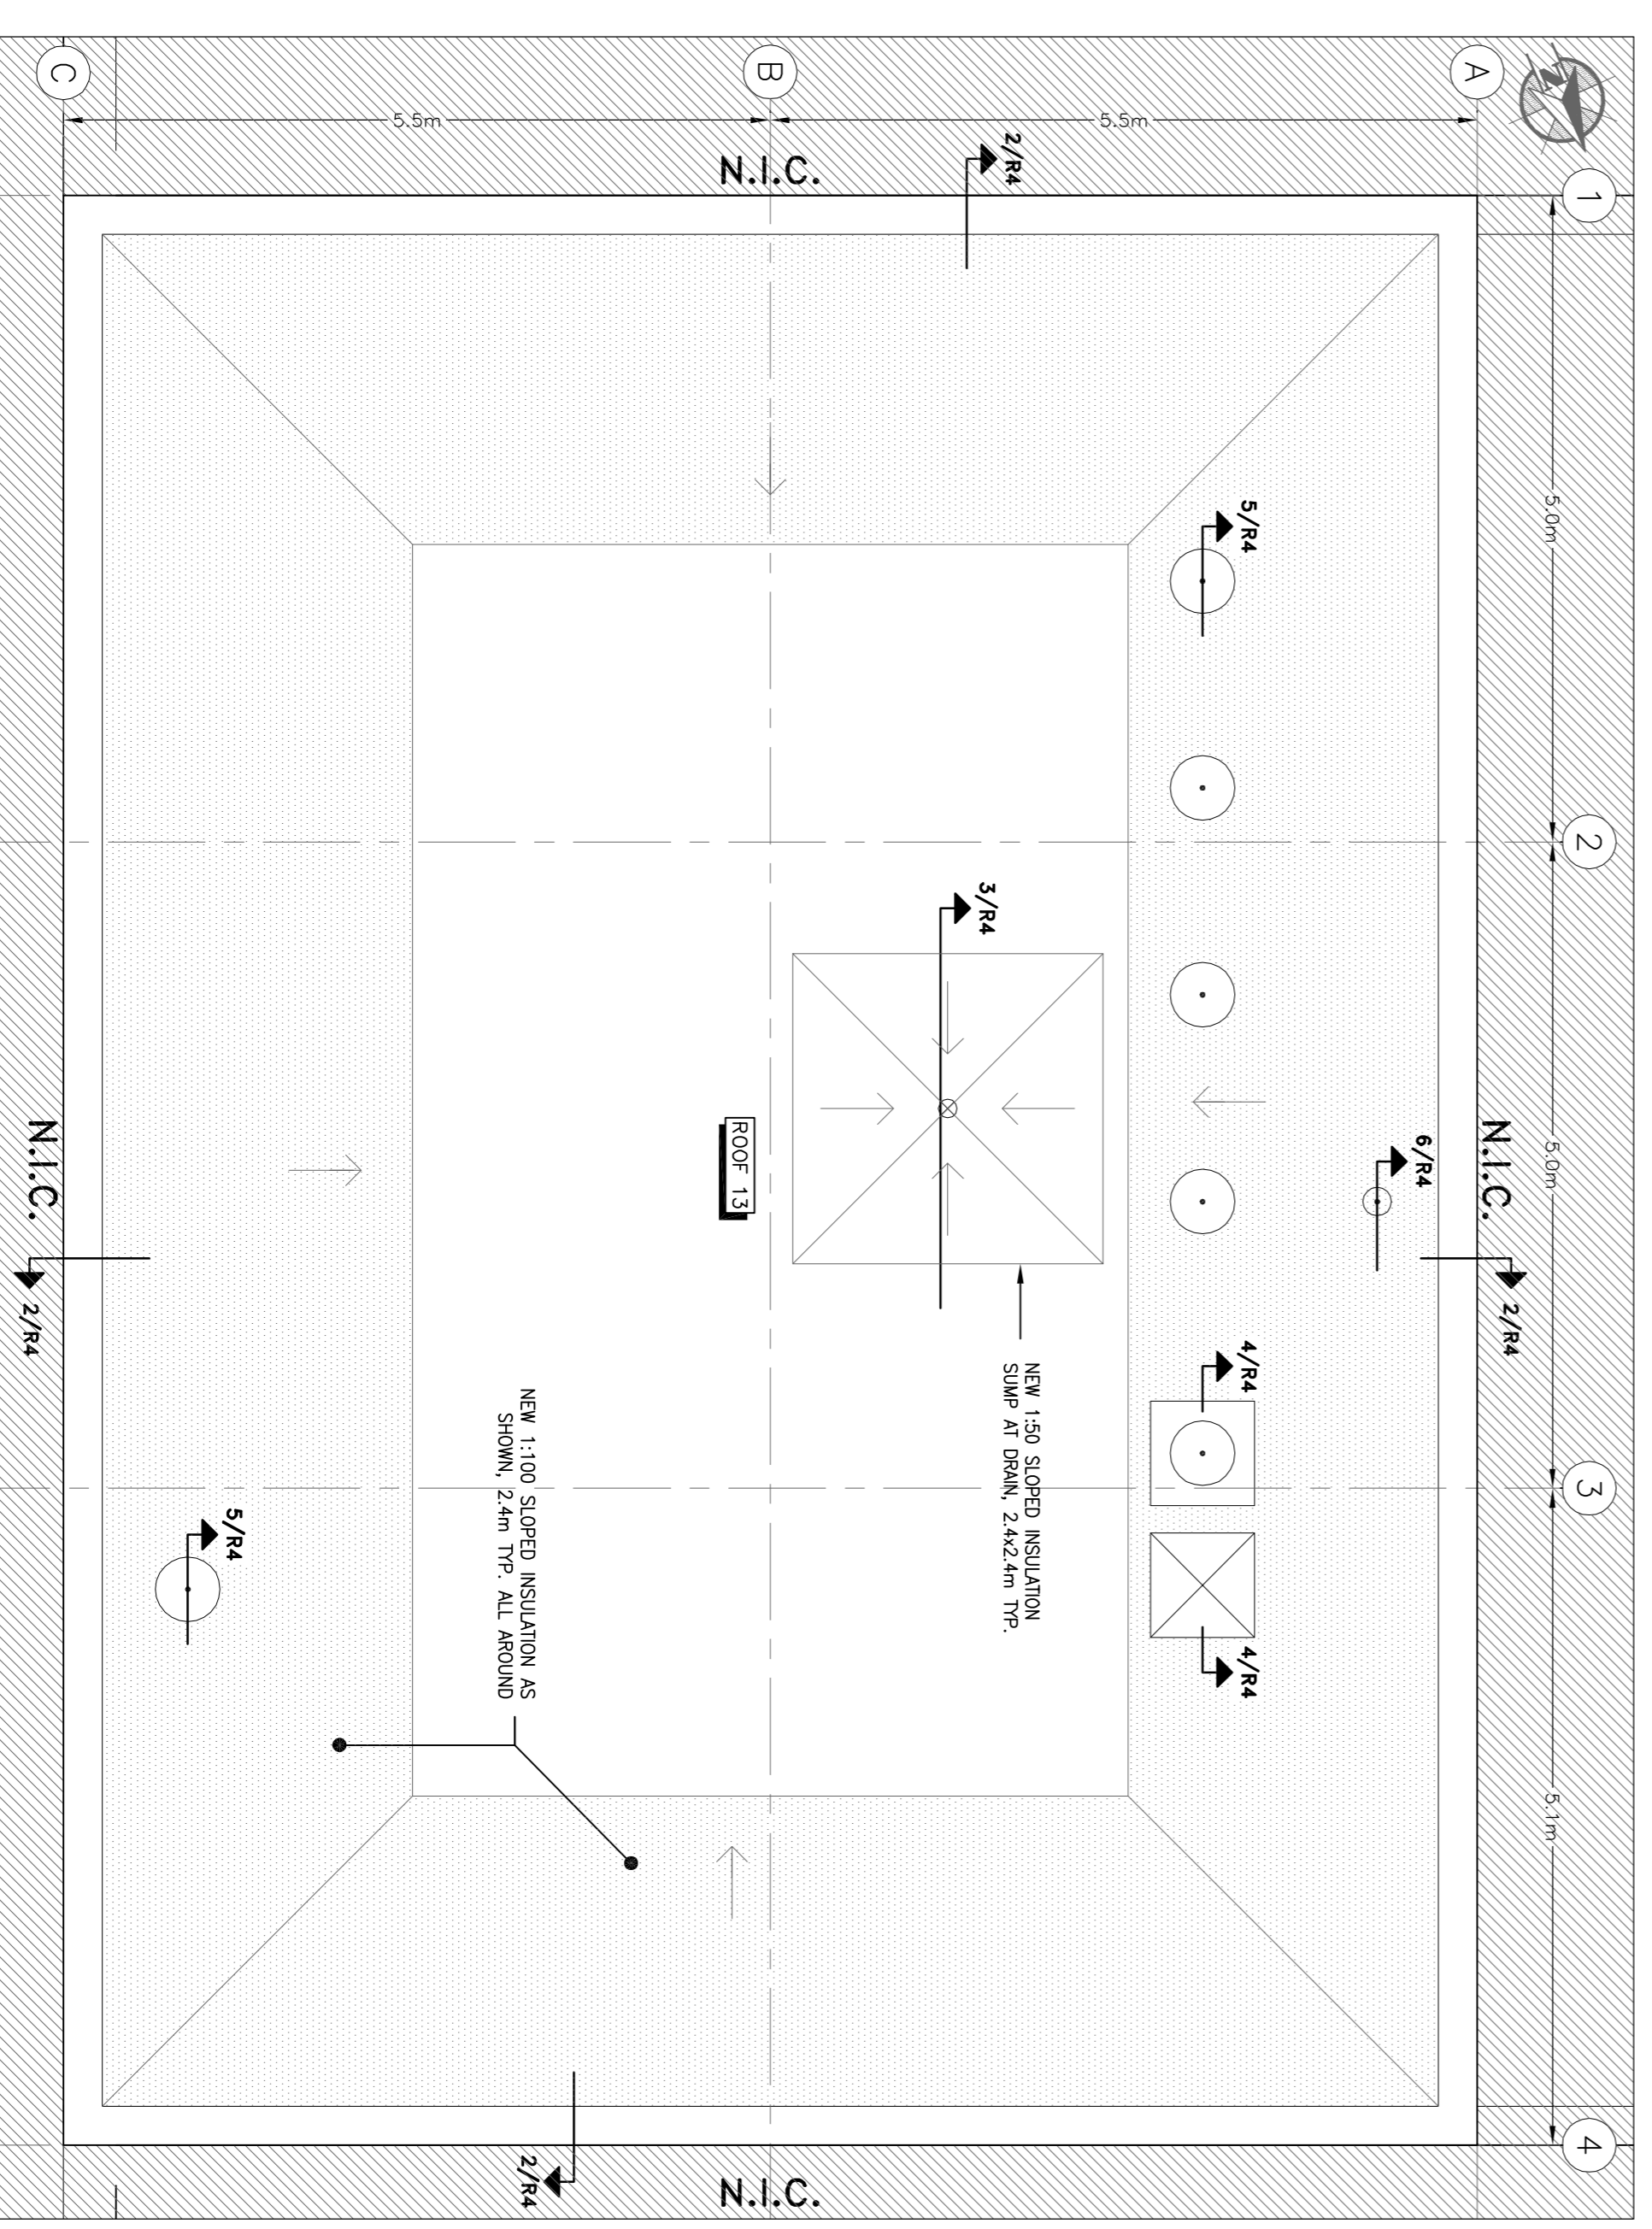 N
1
2
3
4
5.0m
5.0m
5.1m
A
B
C
5.5m
5.5m
N.I.C.
N.I.C.
N.I.C.
N.I.C.
2/R4
2/R4
2/R4
2/R4
6/R4
5/R4
4/R4
4/R4
3/R4
NEW 1:50 SLOPED INSULATION
SUMP AT DRAIN, 2.4x2.4m TYP.
ROOF 13
NEW 1:100 SLOPED INSULATION AS
SHOWN, 2.4m TYP. ALL AROUND
5/R4